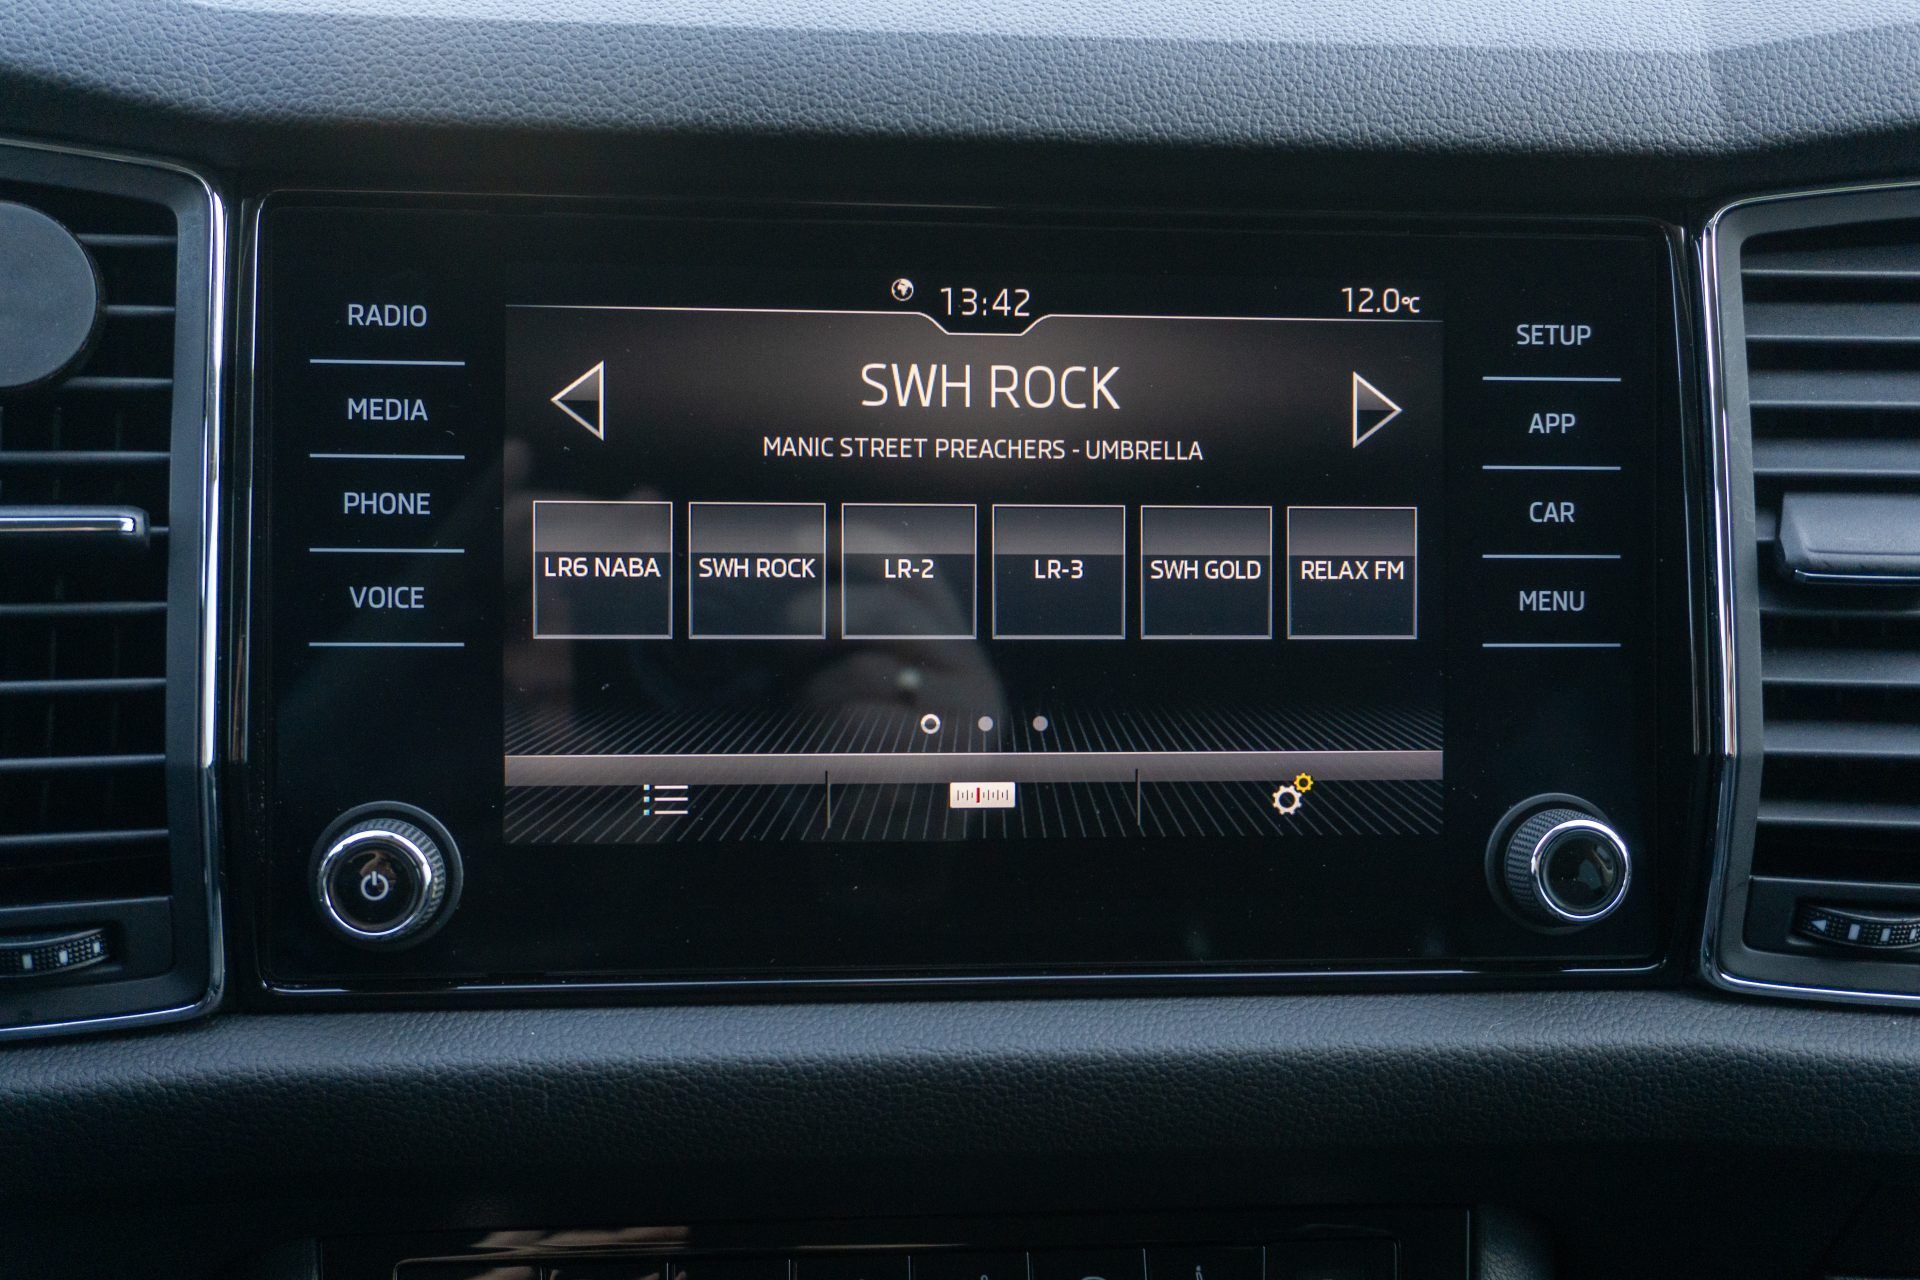 13:42
12.0°C
RADIO
MEDIA
PHONE
VOICE
SWH ROCK
MANIC STREET PREACHERS - UMBRELLA
LR6 NABA
SWH ROCK
LR-2
LR-3
SWH GOLD
RELAX FM
SETUP
APP
CAR
MENU